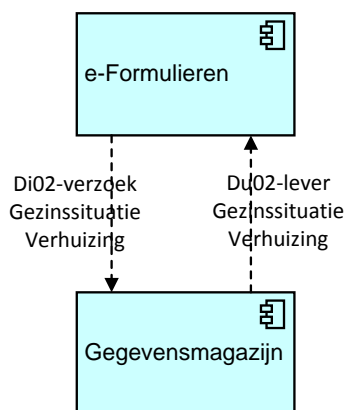 e-Formulieren
Di02-verzoek
Gezinssituatie
Verhuizing
Du02-lever
Gezinssituatie
Verhuizing
Gegevensmagazijn